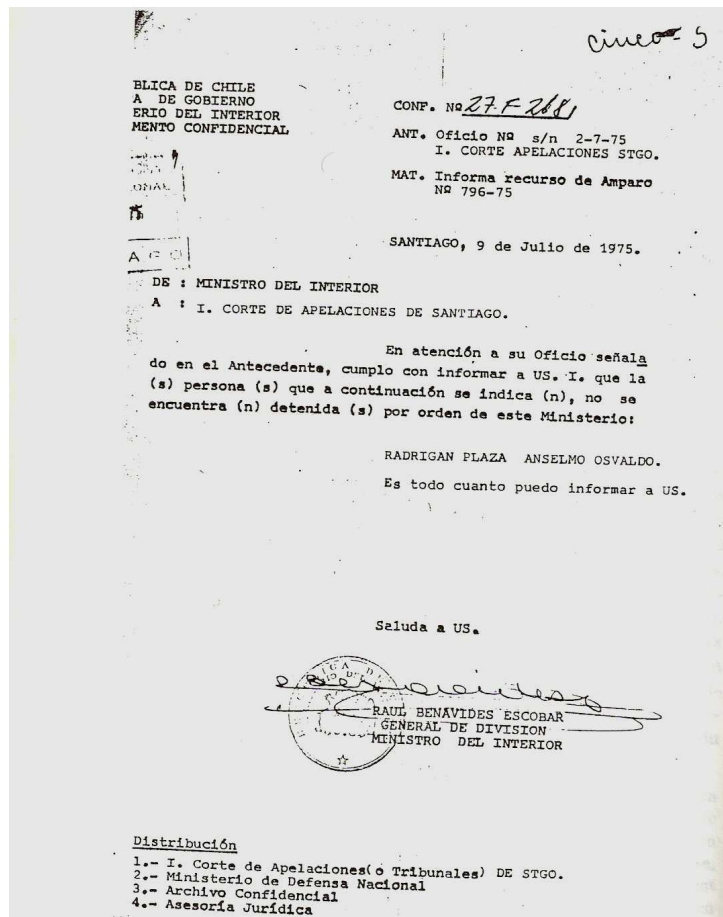 cinco - 5
BLICA DE CHILE
A DE GOBIERNO
ERIO DEL INTERIOR
MENTO CONFIDENCIAL
CONF. Nº 27-F-2681
ANT. Oficio Nº s/n 2-7-75
I. CORTE APELACIONES STGO.
MAT. Informa recurso de Amparo
Nº 796-75
ONAL
AGO
SANTIAGO, 9 de Julio de 1975.
DE : MINISTRO DEL INTERIOR
A : I. CORTE DE APELACIONES DE SANTIAGO.
En atención a su Oficio señala
do en el Antecedente, cumplo con informar a US. I. que la
(s) persona (s) que a continuación se indica (n), no se
encuentra (n) detenida (s) por orden de este Ministerio:
RADRIGAN PLAZA ANSELMO OSVALDO.
Es todo cuanto puedo informar a US.
Saluda a US.
RAUL BENAVIDES ESCOBAR
GENERAL DE DIVISION
MINISTRO DEL INTERIOR
Distribución
1.- I. Corte de Apelaciones(ó Tribunales) DE STGO.
2.- Ministerio de Defensa Nacional
3.- Archivo Confidencial
4.- Asesoría Jurídica